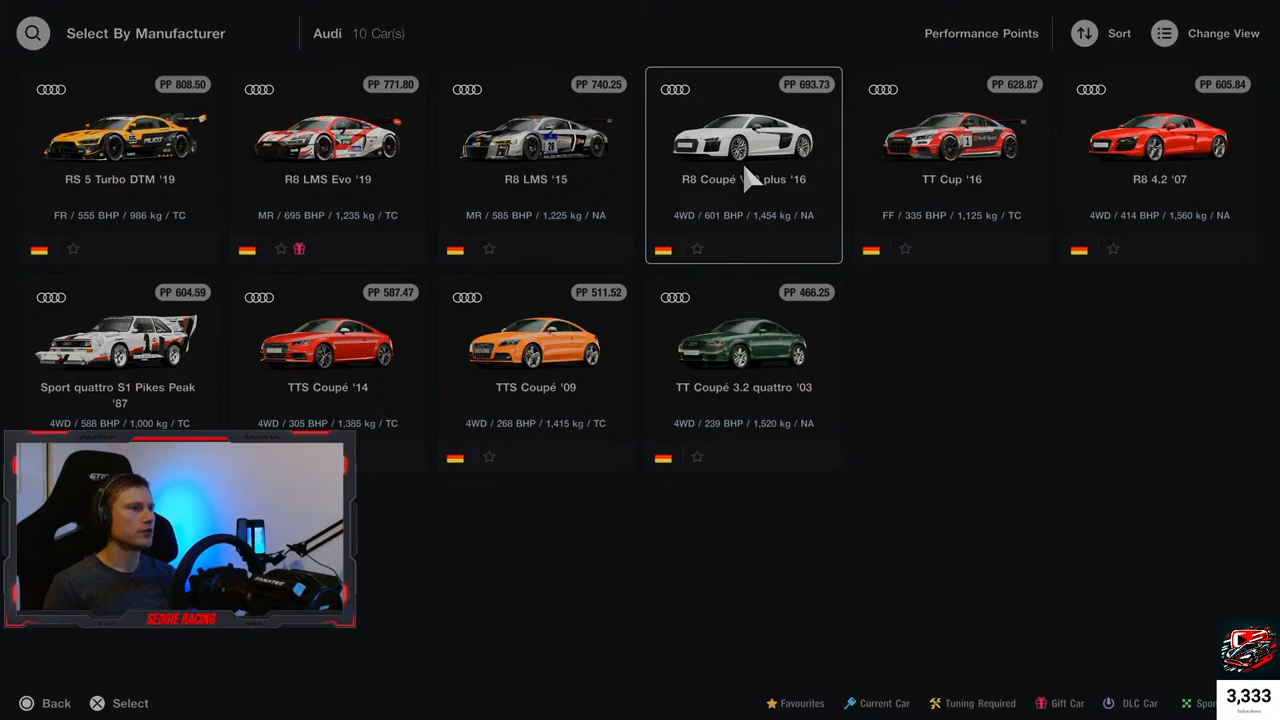 Select By Manufacturer
Audi 10 Car(s)
Performance Points
Sort
Change View
PP 808.50
RS 5 Turbo DTM '19
FR / 555 BHP / 986 kg / TC
PP 771.80
R8 LMS Evo '19
MR / 695 BHP / 1,235 kg / TC
PP 740.25
R8 LMS '15
MR / 585 BHP / 1,225 kg / NA
PP 693.73
R8 Coupé plus '16
4WD / 601 BHP / 1,454 kg / NA
PP 628.87
TT Cup '16
FF / 335 BHP / 1,125 kg / TC
PP 605.84
R8 4.2 '07
4WD / 414 BHP / 1,560 kg / NA
PP 604.59
Sport quattro S1 Pikes Peak
'87
4WD / 588 BHP / 1,000 kg / TC
PP 587.47
TTS Coupé '14
4WD / 305 BHP / 1,385 kg / TC
PP 511.52
TTS Coupé '09
4WD / 268 BHP / 1,415 kg / TC
PP 466.25
TT Coupé 3.2 quattro '03
4WD / 239 BHP / 1,520 kg / NA
FANATEC
SEDGIE RACING
Back
Select
Favourites
Current Car
Tuning Required
Gift Car
DLC Car
3,333
Subscribers